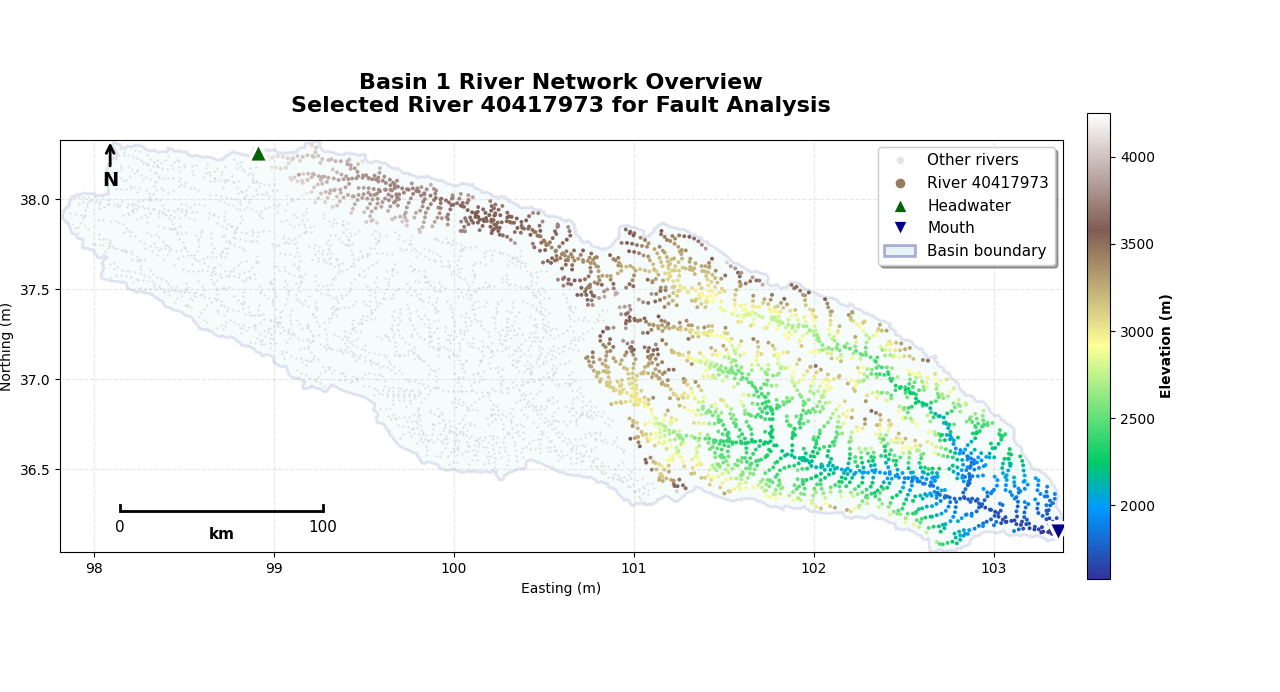 Basin 1 River Network Overview
Selected River 40417973 for Fault Analysis
N
Other rivers
River 40417973
Headwater
Mouth
Basin boundary
38.0
37.5
37.0
36.5
Northing (m)
0
100
km
98
99
100
101
102
103
Easting (m)
4000
3500
3000
2500
2000
Elevation (m)